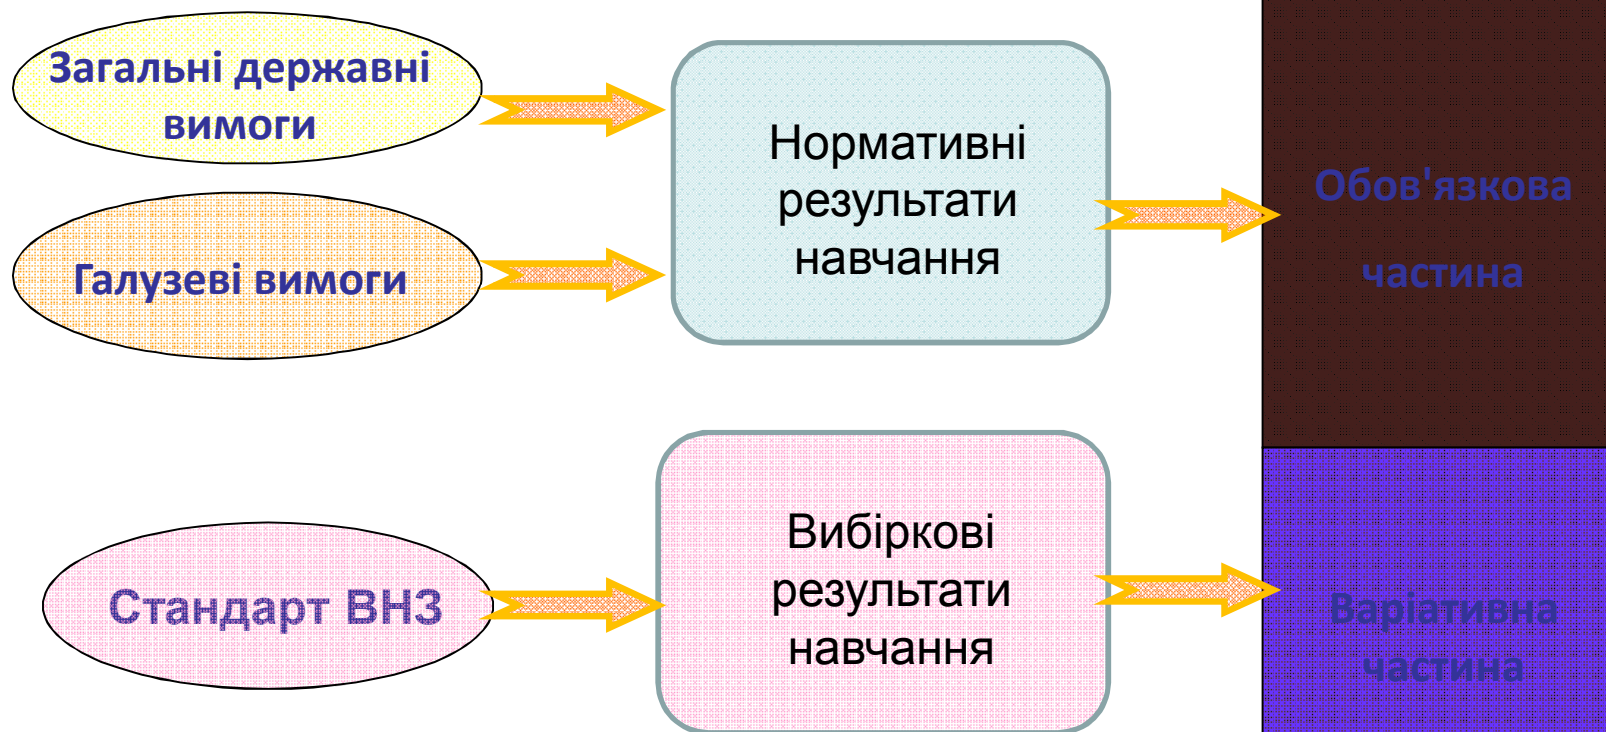 Загальні державні
вимоги
Галузеві вимоги
Нормативні
результати
навчання
Обов'язкова
частина
Стандарт ВНЗ
Вибіркові
результати
навчання
Варіативна
частина